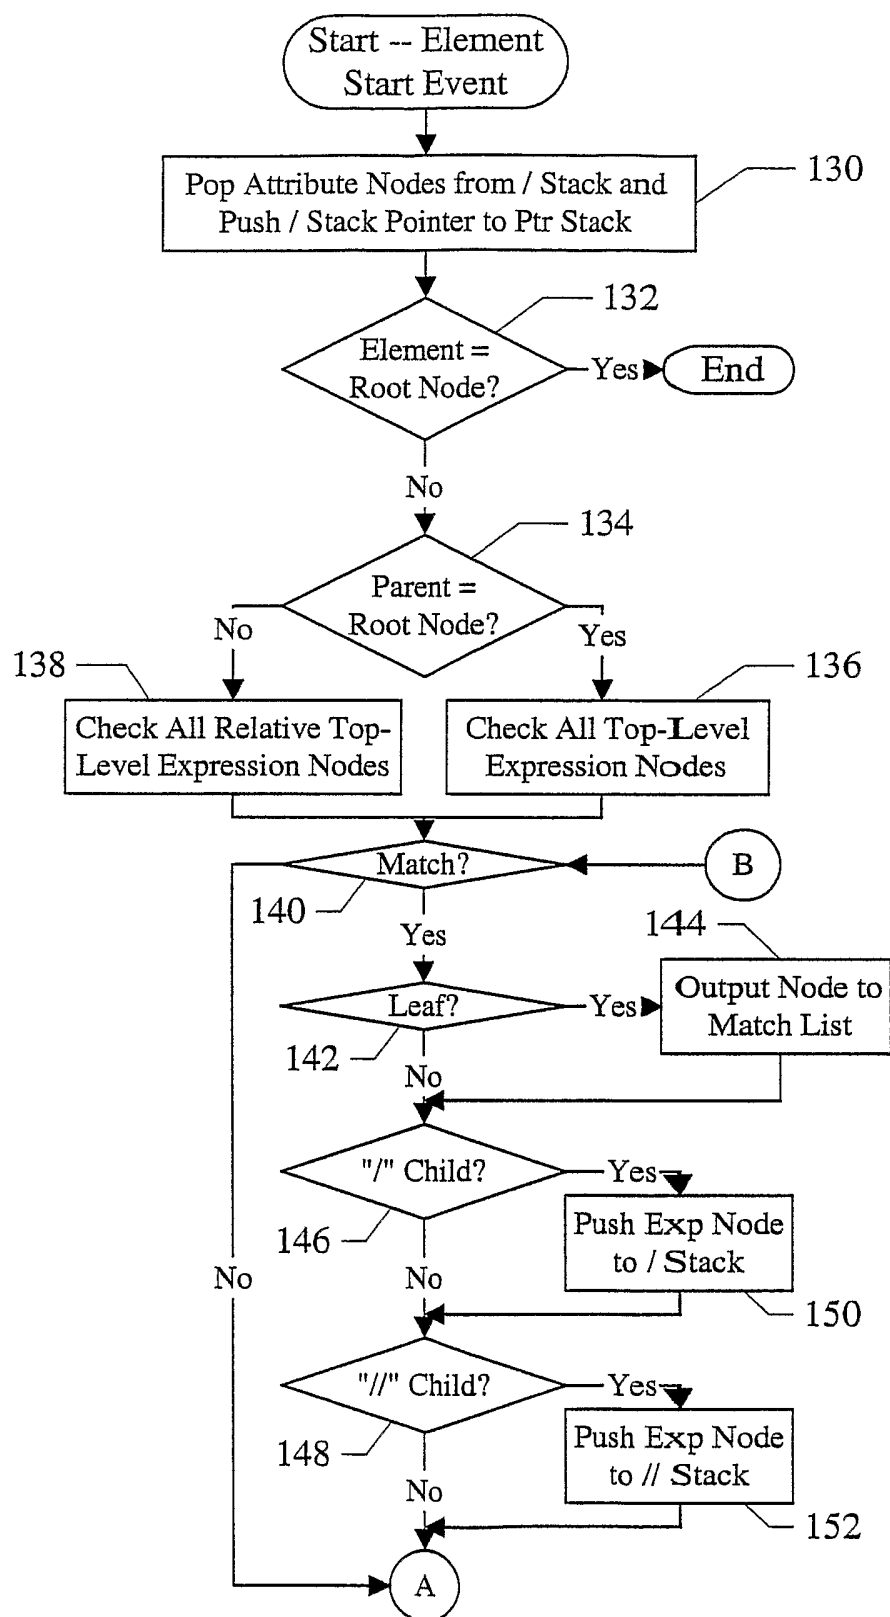 Start -- Element
Start Event
Pop Attribute Nodes from / Stack and
Push / Stack Pointer to Ptr Stack
130
132
Element =
Root Node?
Yes
End
No
134
Parent =
Root Node?
No
Yes
138
136
Check All Relative Top-
Level Expression Nodes
Check All Top-Level
Expression Nodes
Match?
B
140
Yes
144
Leaf?
Yes
Output Node to
Match List
142
No
"/" Child?
Yes
146
Push Exp Node
to / Stack
No
No
150
"//" Child?
Yes
148
Push Exp Node
to // Stack
No
152
A